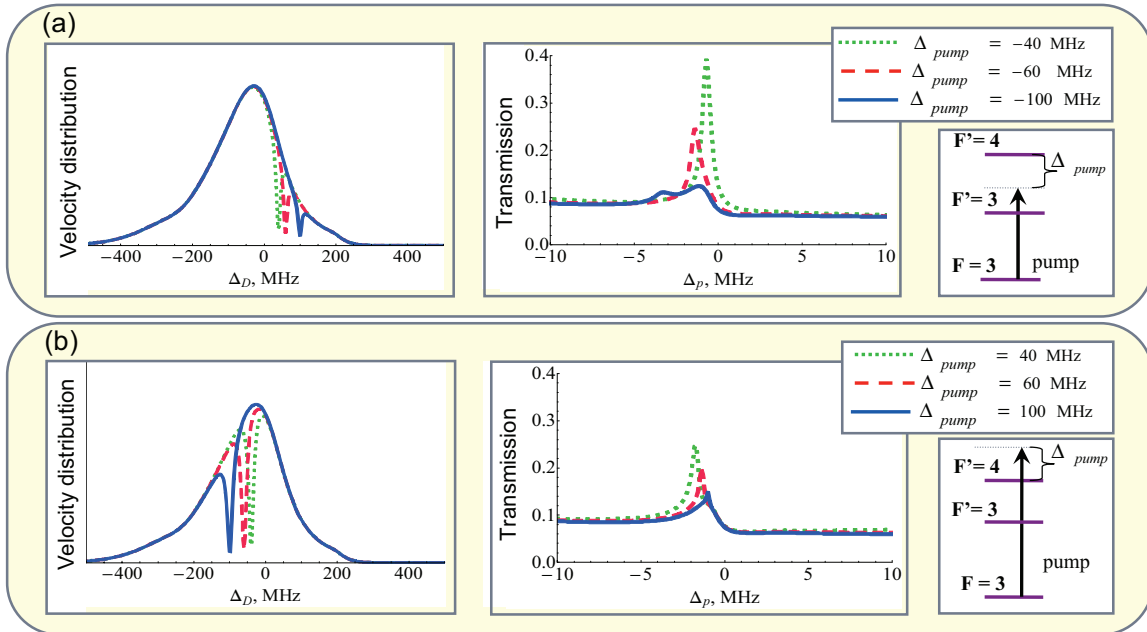 (a)
Velocity distribution
−400 −200 0 200 400
Δ_D, MHz
Transmission
0.4
0.3
0.2
0.1
0.0
−10 −5 0 5 10
Δ_p, MHz
Δ_pump = −40 MHz
Δ_pump = −60 MHz
Δ_pump = −100 MHz
F'= 4
Δ_pump
F'= 3
F = 3
pump
(b)
Velocity distribution
−400 −200 0 200 400
Δ_D, MHz
Transmission
0.4
0.3
0.2
0.1
0.0
−10 −5 0 5 10
Δ_p, MHz
Δ_pump = 40 MHz
Δ_pump = 60 MHz
Δ_pump = 100 MHz
Δ_pump
F'= 4
F'= 3
pump
F = 3